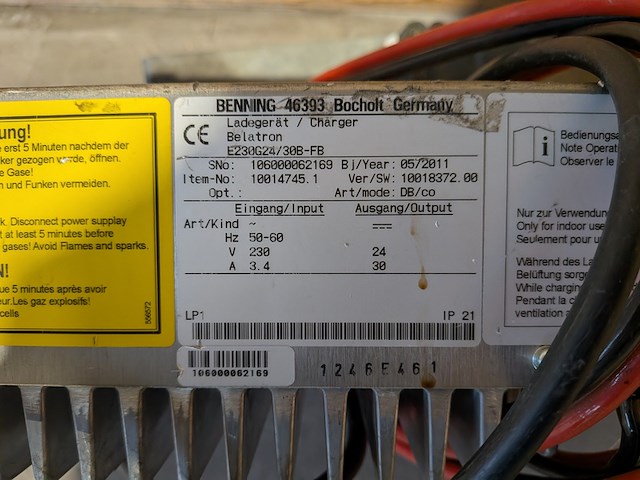 ung!
e erst 5 Minuten nachdem der
ker gezogen wurde, öffnen.
e Gase!
n und Funken vermeiden.
k. Disconnect power supplay
t at least 5 minutes before
gases! Avoid Flames and sparks.
N!
ue 5 minutes après avoir
eur.Les gaz explosifs!
cells
556572
BENNING 46393 Bocholt Germany
CE Ladegerät / Charger
Belatron
E230G24/30B-FB
SNo: 106000062169 Bj/Year: 05/2011
Item-No: 10014745.1 Ver/SW: 10018372.00
Opt.: Art/mode: DB/co
Eingang/Input Ausgang/Output
Art/Kind ~ ---
Hz 50-60
V 230 24
A 3.4 30
LP1 IP 21
106000062169
1246E461
i Bedienungsa
Note Operat
Observer le
Nur zur Verwendun
Only for indoor use
Seulement pour u
Während des La
Belüftung sorge
While charging
Pendant la c
ventilation a